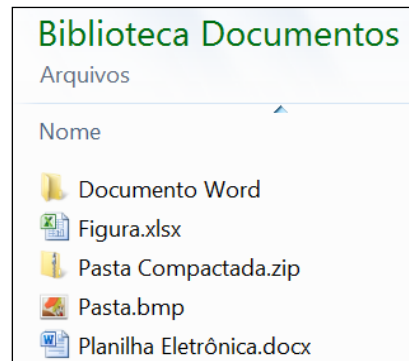 Biblioteca Documentos
Arquivos
Nome
Documento Word
Figura.xlsx
Pasta Compactada.zip
Pasta.bmp
Planilha Eletrônica.docx